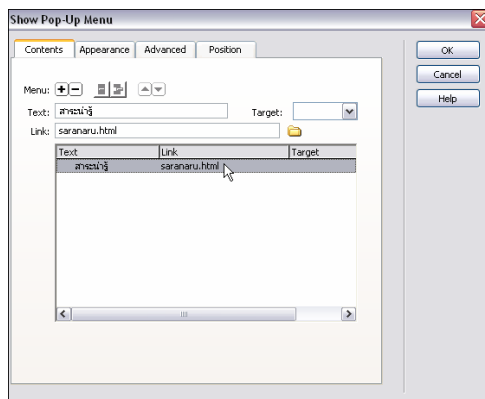 Show Pop-Up Menu
Contents Appearance Advanced Position
OK
Cancel
Help
Menu:
Text: สาระน่ารู้ Target:
Link: saranaru.html
Text Link Target
สาระน่ารู้ saranaru.html